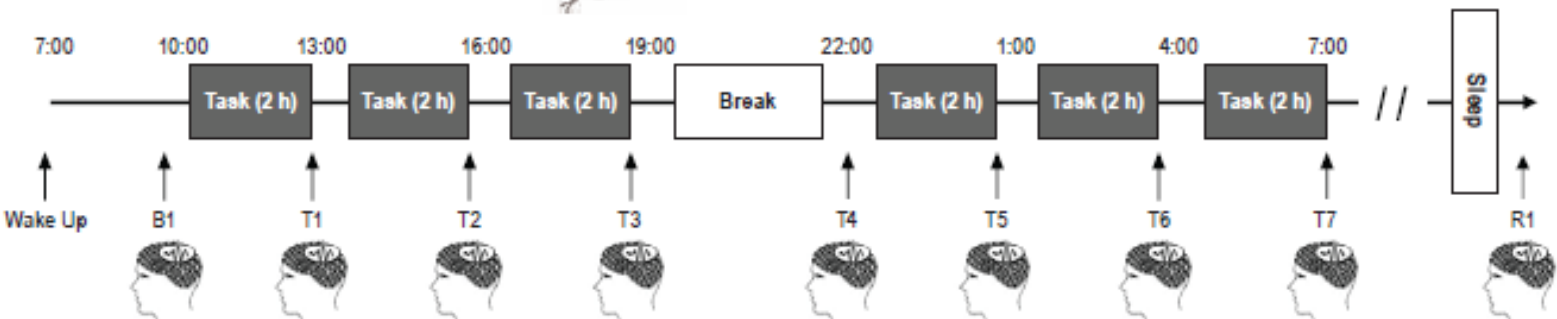 7:00 10:00 13:00 16:00 19:00 22:00 1:00 4:00 7:00
Task (2 h) Task (2 h) Task (2 h) Break Task (2 h) Task (2 h) Task (2 h) // Sleep
Wake Up B1 T1 T2 T3 T4 T5 T6 T7 R1